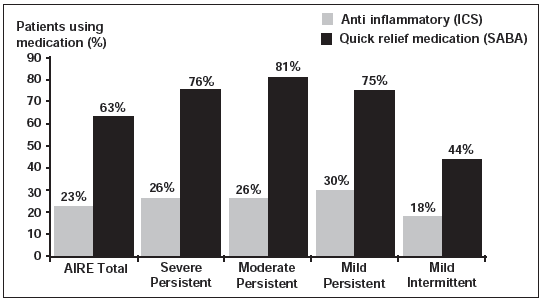 Patients using
medication (%)
Anti inflammatory (ICS)
Quick relief medication (SABA)
90
80
70
60
50
40
30
20
10
0
23%
63%
26%
76%
26%
81%
30%
75%
18%
44%
AIRE Total
Severe
Persistent
Moderate
Persistent
Mild
Persistent
Mild
Intermittent